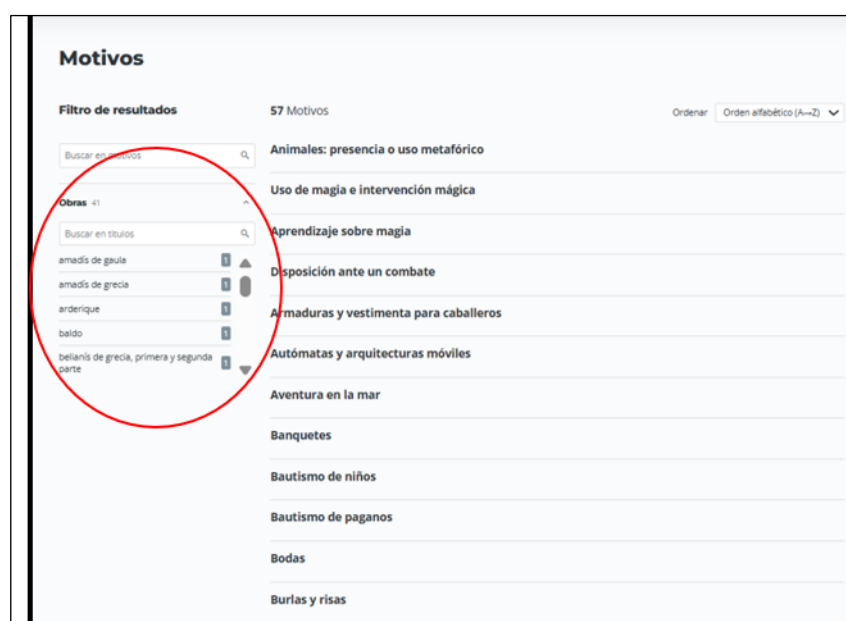 Motivos
Filtro de resultados
Buscar en motivos
Obras 41
Buscar en títulos
amadís de gaula 1
amadís de grecia 1
arderique 1
baldo 1
belianís de grecia, primera y segunda
parte 1
57 Motivos
Ordenar Orden alfabético (A→Z)
Animales: presencia o uso metafórico
Uso de magia e intervención mágica
Aprendizaje sobre magia
Disposición ante un combate
Armaduras y vestimenta para caballeros
Autómatas y arquitecturas móviles
Aventura en la mar
Banquetes
Bautismo de niños
Bautismo de paganos
Bodas
Burlas y risas